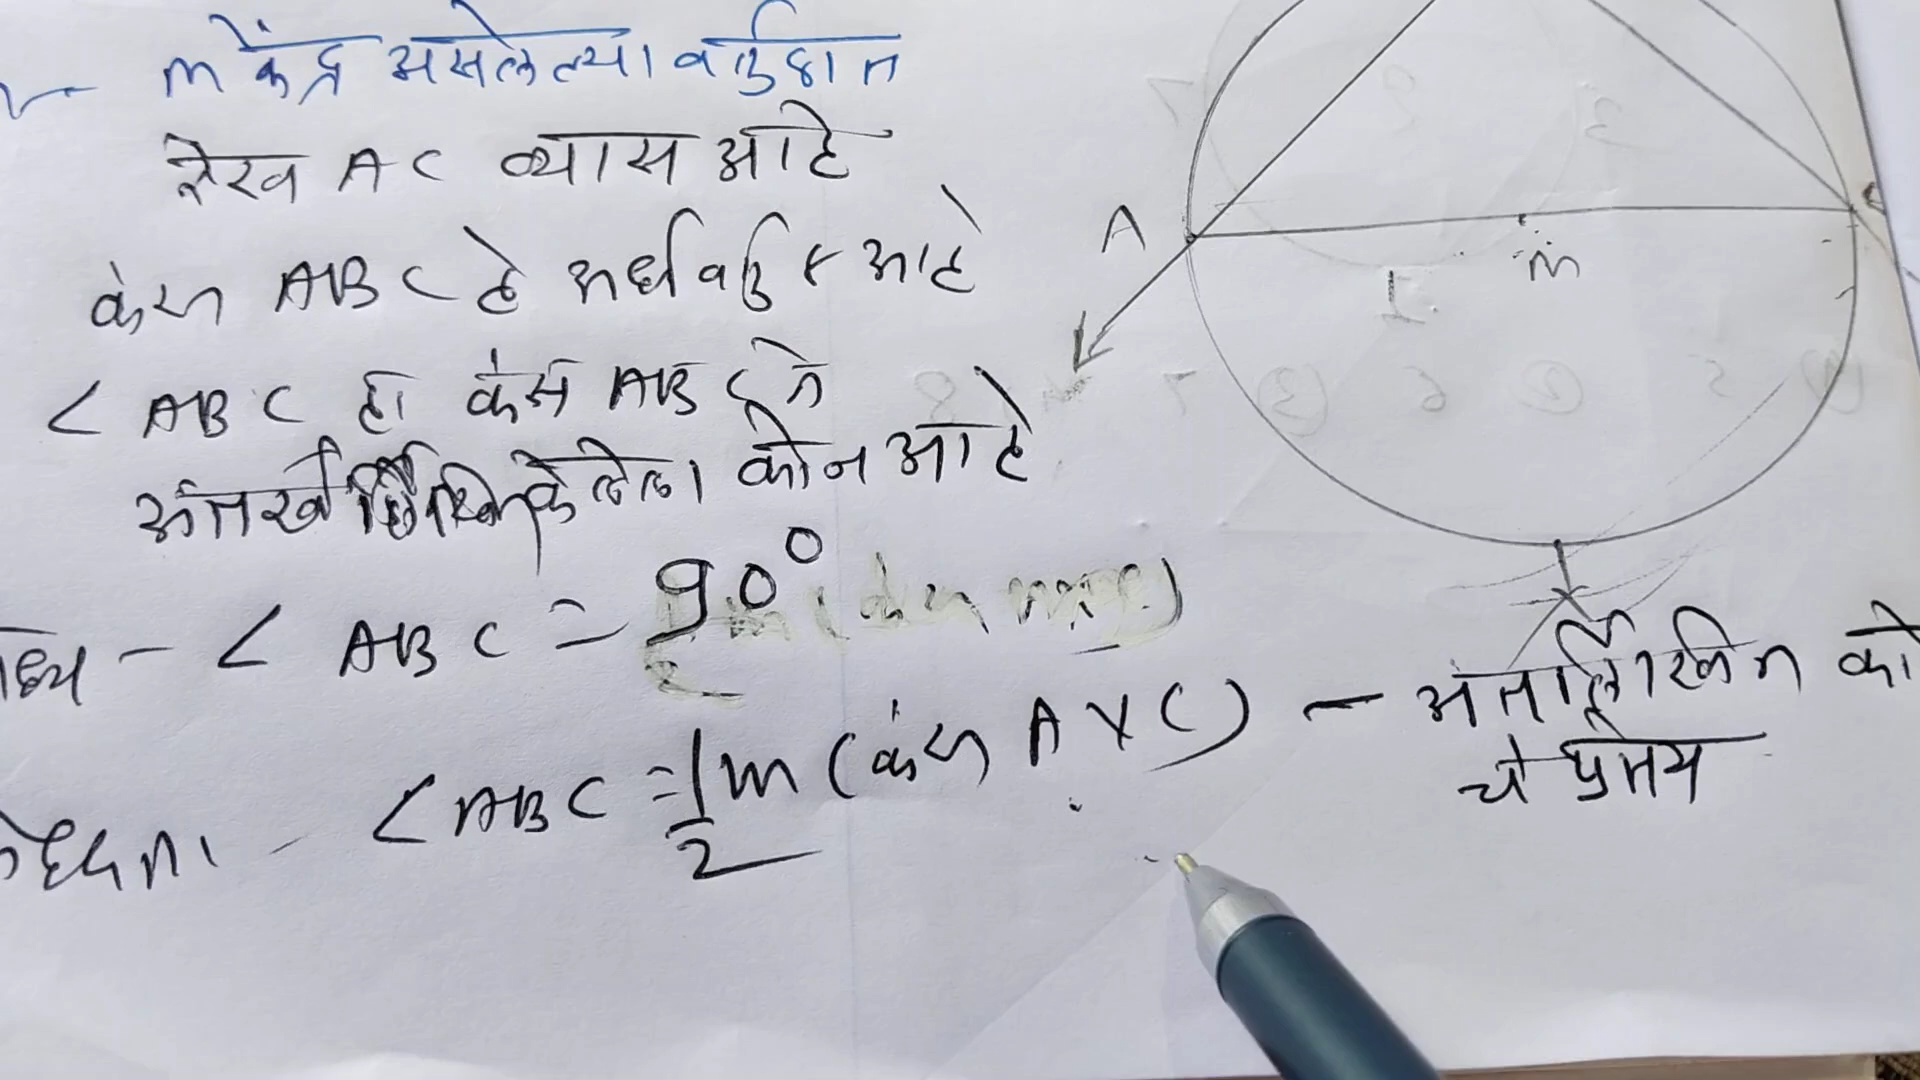 m केंद्र असलेल्या वर्तुळात
रेख AC व्यास आहे
कंस ABC हे अर्धवर्तुळ आहे
∠ ABC हा कंस ABC ने
केलेला कोन आहे
ध्य - ∠ ABC = 90°
∠ ABC = 1/2 m (कंस AXC) - अंतर्लिखित को
चे प्रमेय
A
m